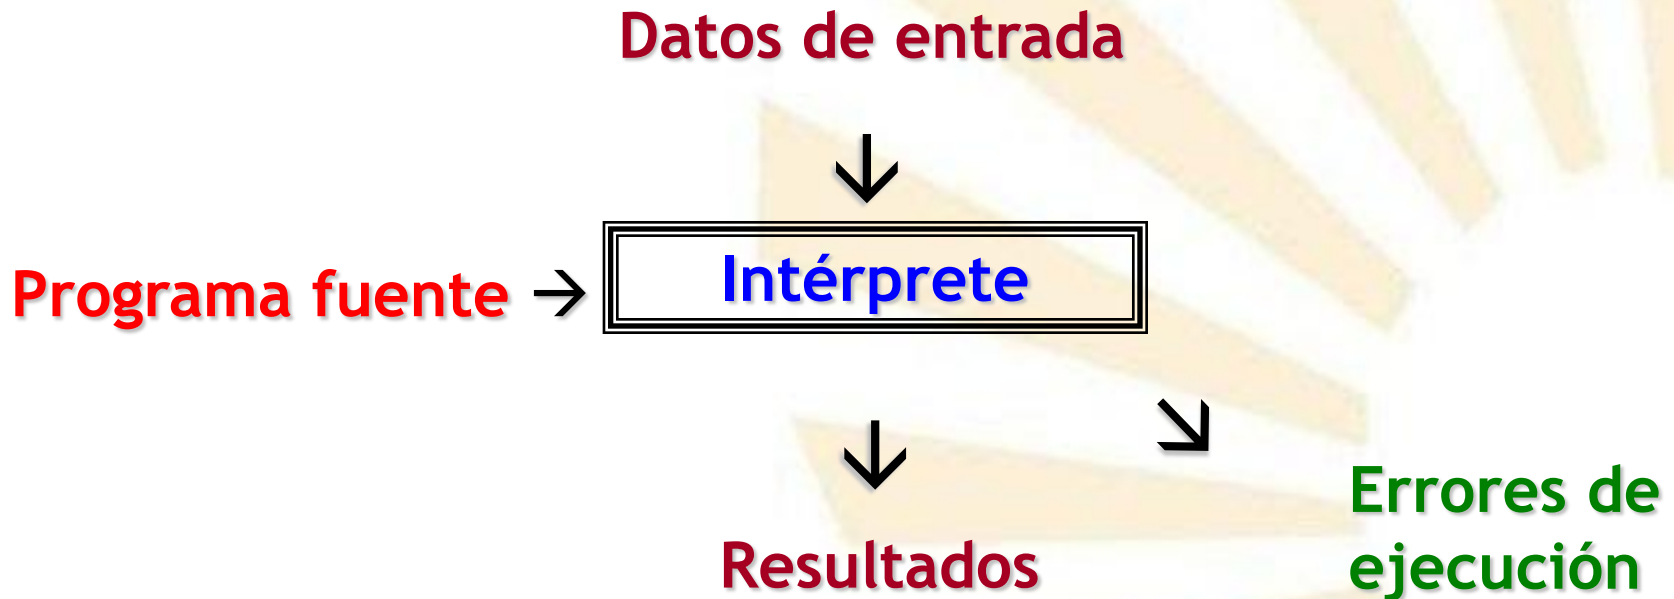 Datos de entrada
Programa fuente →
Intérprete
Resultados
Errores de
ejecución